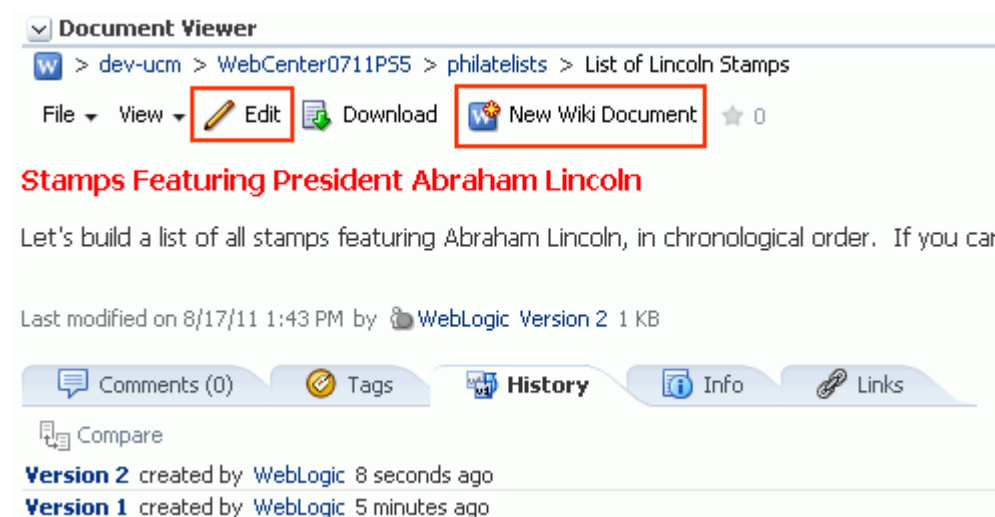 Document Viewer
W > dev-ucm > WebCenter0711PS5 > philatelists > List of Lincoln Stamps
File View Edit Download New Wiki Document 0
Stamps Featuring President Abraham Lincoln
Let's build a list of all stamps featuring Abraham Lincoln, in chronological order. If you can
Last modified on 8/17/11 1:43 PM by WebLogic Version 2 1 KB
Comments (0) Tags History Info Links
Compare
Version 2 created by WebLogic 8 seconds ago
Version 1 created by WebLogic 5 minutes ago